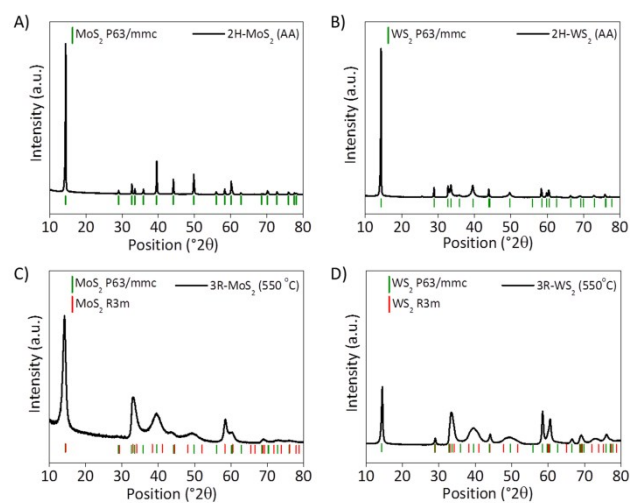 A)
MoS₂ P63/mmc
2H-MoS₂ (AA)
Intensity (a.u.)
10 20 30 40 50 60 70 80
Position (°2θ)
B)
WS₂ P63/mmc
2H-WS₂ (AA)
Intensity (a.u.)
10 20 30 40 50 60 70 80
Position (°2θ)
C)
MoS₂ P63/mmc
MoS₂ R3m
3R-MoS₂ (550 °C)
Intensity (a.u.)
10 20 30 40 50 60 70 80
Position (°2θ)
D)
WS₂ P63/mmc
WS₂ R3m
3R-WS₂ (550°C)
Intensity (a.u.)
10 20 30 40 50 60 70 80
Position (°2θ)